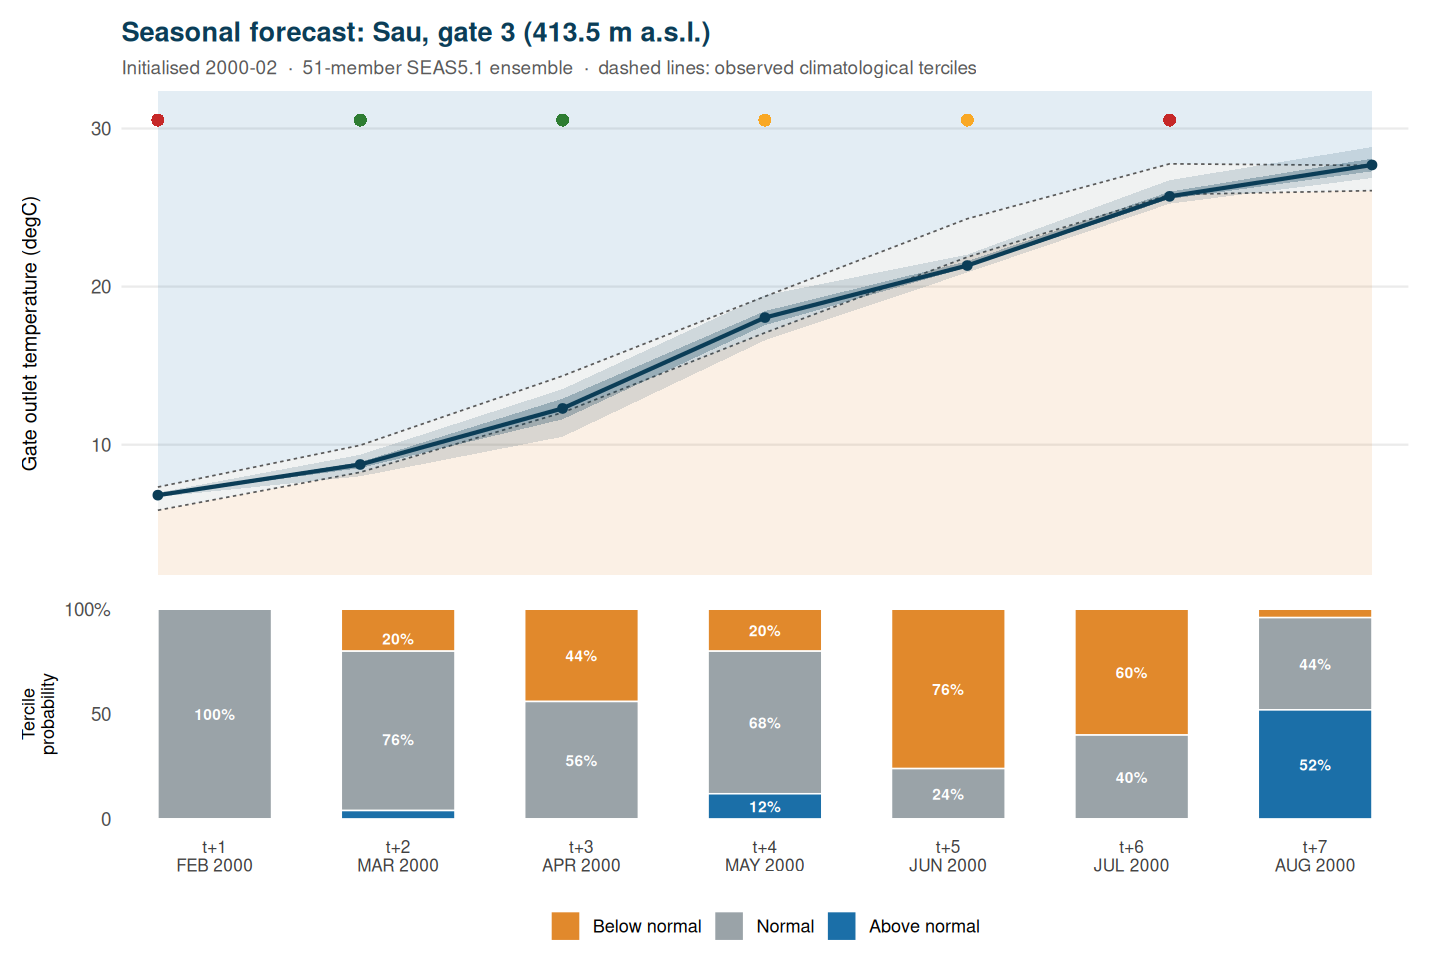 Seasonal forecast: Sau, gate 3 (413.5 m a.s.l.)
Initialised 2000-02 · 51-member SEAS5.1 ensemble · dashed lines: observed climatological terciles
Gate outlet temperature (degC)
30
20
10
Tercile
probability
100%
50
0
100%
20%
76%
44%
56%
20%
68%
12%
76%
24%
60%
40%
44%
52%
t+1
FEB 2000
t+2
MAR 2000
t+3
APR 2000
t+4
MAY 2000
t+5
JUN 2000
t+6
JUL 2000
t+7
AUG 2000
Below normal
Normal
Above normal